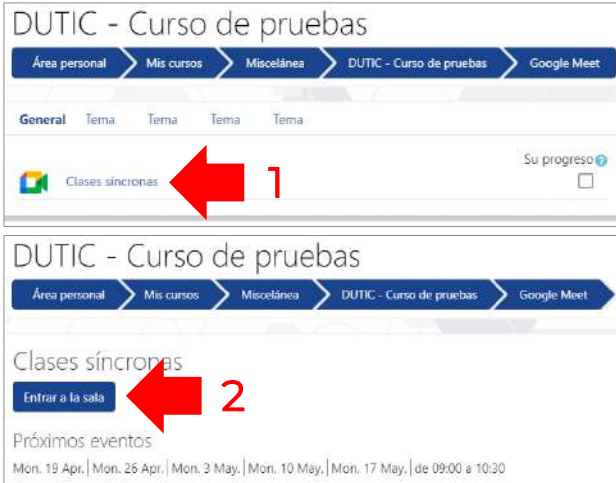 DUTIC - Curso de pruebas
Área personal Mis cursos Miscelánea DUTIC - Curso de pruebas Google Meet
General Tema Tema Tema Tema
Su progreso
Clases síncronas 1
DUTIC - Curso de pruebas
Área personal Mis cursos Miscelánea DUTIC - Curso de pruebas Google Meet
Clases síncronas
Entrar a la sala 2
Próximos eventos
Mon. 19 Apr.| Mon. 26 Apr.| Mon. 3 May.| Mon. 10 May.| Mon. 17 May.| de 09:00 a 10:30